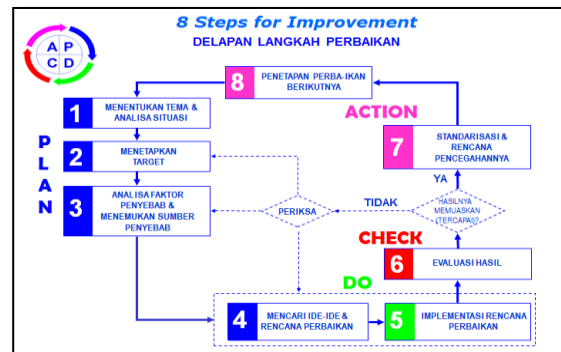 8 Steps for Improvement
DELAPAN LANGKAH PERBAIKAN
A P
C D
8
PENETAPAN PERBA-IKAN
BERIKUTNYA
PLAN
1
MENENTUKAN TEMA &
ANALISA SITUASI
2
MENETAPKAN
TARGET
3
ANALISA FAKTOR
PENYEBAB &
MENEMUKAN SUMBER
PENYEBAB
PERIKSA
TIDAK
ACTION
7
STANDARISASI &
RENCANA
PENCEGAHANNYA
YA
HASILNYA
MEMUASKAN
(TERCAPAI)?
CHECK
6
EVALUASI HASIL
DO
4
MENCARI IDE-IDE &
RENCANA PERBAIKAN
5
IMPLEMENTASI RENCANA
PERBAIKAN